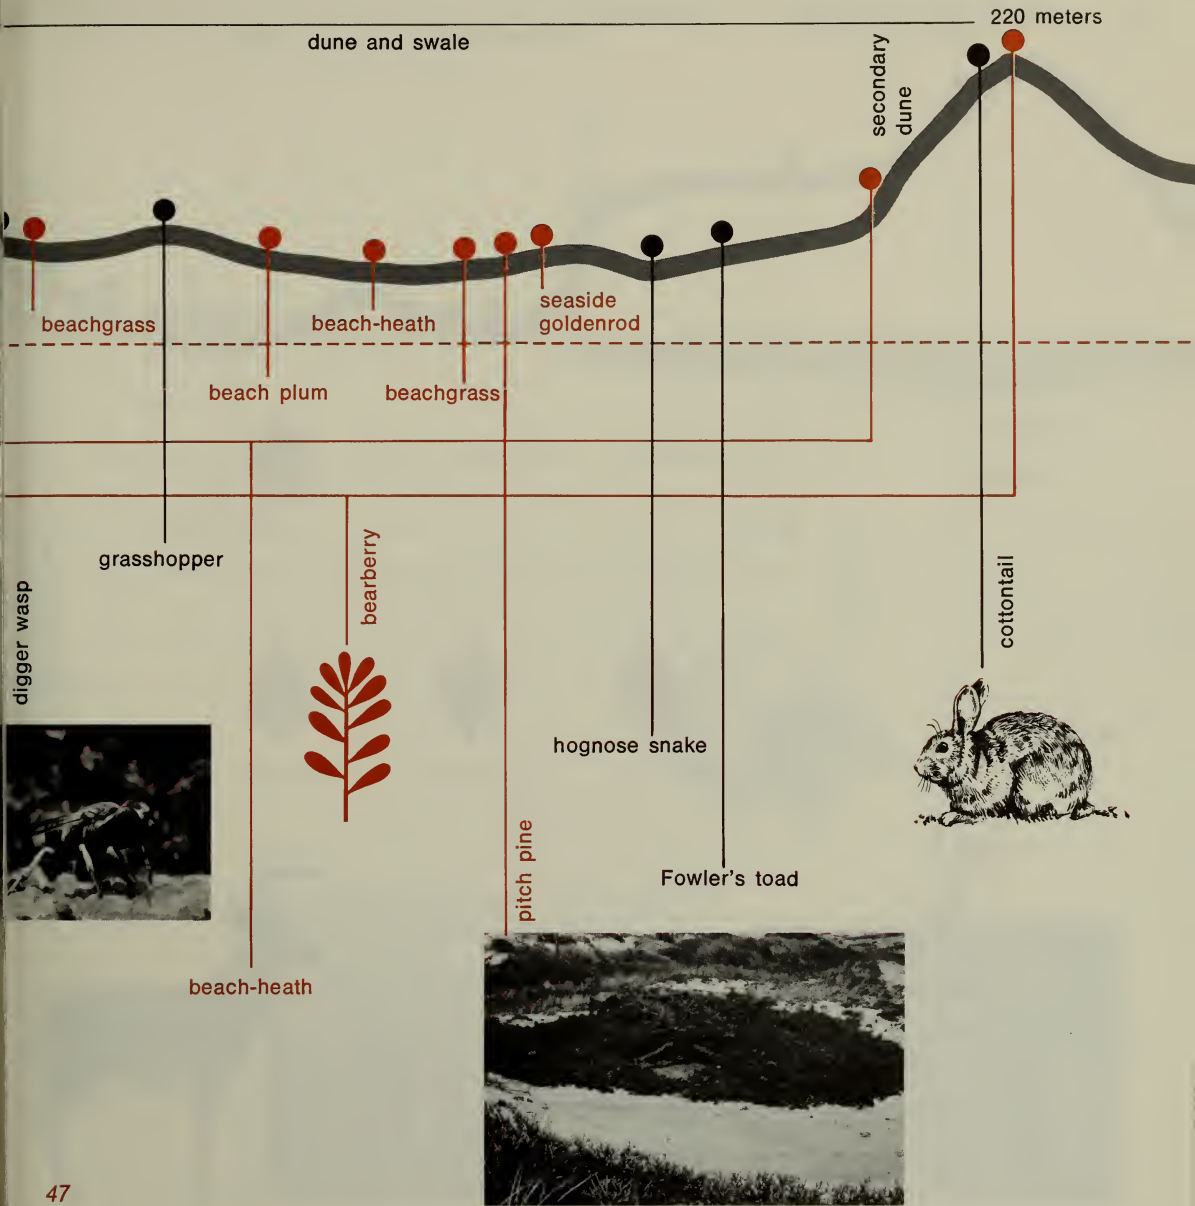 220 meters
dune and swale
secondary
dune
beachgrass
beach-heath
seaside
goldenrod
beach plum
beachgrass
grasshopper
bearberry
digger wasp
cottontail
hognose snake
pitch pine
Fowler's toad
beach-heath
47